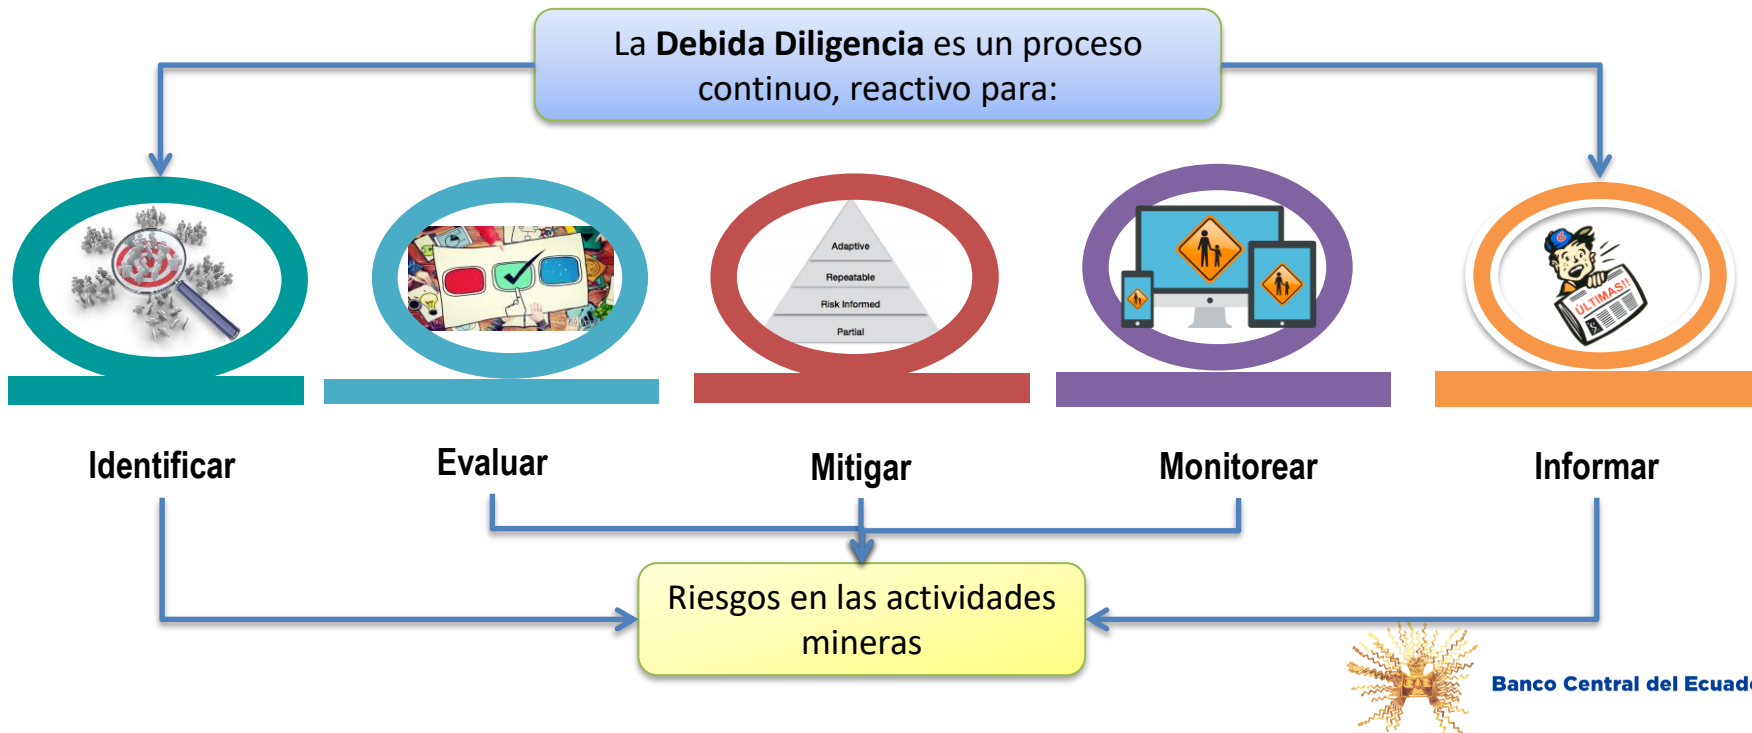 La Debida Diligencia es un proceso
continuo, reactivo para:
Adaptive
Repeatable
Risk Informed
Partial
ÚLTIMAS!!
Identificar
Evaluar
Mitigar
Monitorear
Informar
Riesgos en las actividades
mineras
Banco Central del Ecuad